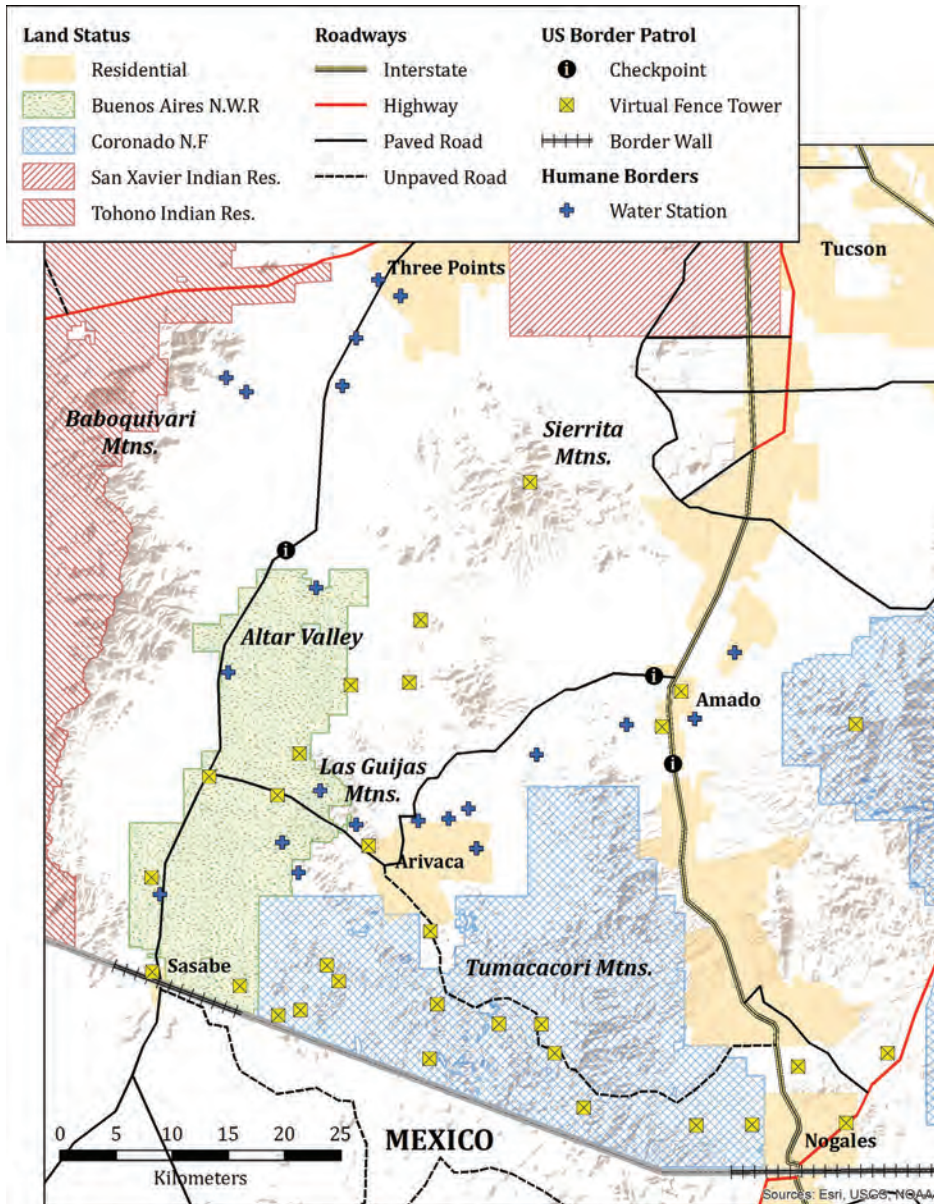 Land Status
Residential
Buenos Aires N.W.R
Coronado N.F
San Xavier Indian Res.
Tohono Indian Res.
Roadways
Interstate
Highway
Paved Road
Unpaved Road
US Border Patrol
Checkpoint
Virtual Fence Tower
Border Wall
Humane Borders
Water Station
Tucson
Three Points
Baboquivari
Mtns.
Sierrita
Mtns.
Altar Valley
Amado
Las Guijas
Mtns.
Arivaca
Sasabe
Tumacacori Mtns.
MEXICO
Nogales
0 5 10 15 20 25
Kilometers
Sources: Esri, USGS, NOAA